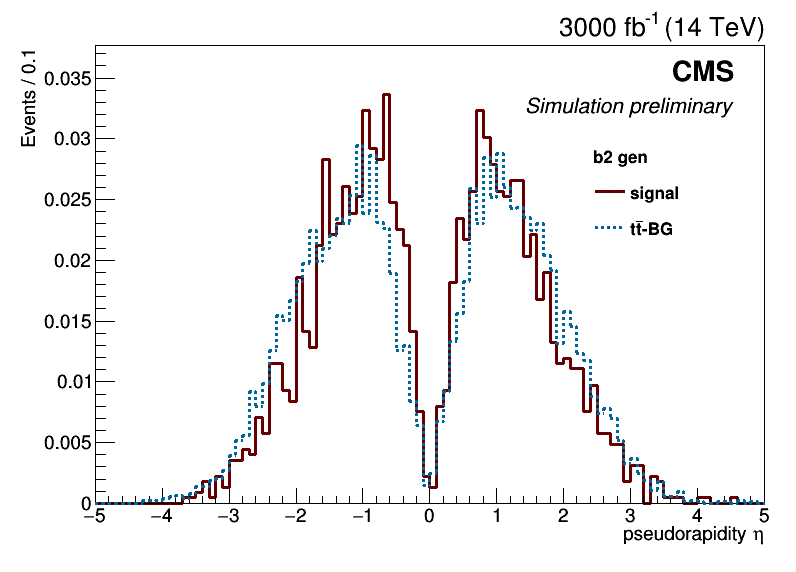 3000 fb⁻¹ (14 TeV)
Events / 0.1
CMS
Simulation preliminary
b2 gen
signal
tt̄-BG
0.035
0.03
0.025
0.02
0.015
0.01
0.005
0
−5 −4 −3 −2 −1 0 1 2 3 4 5
pseudorapidity η